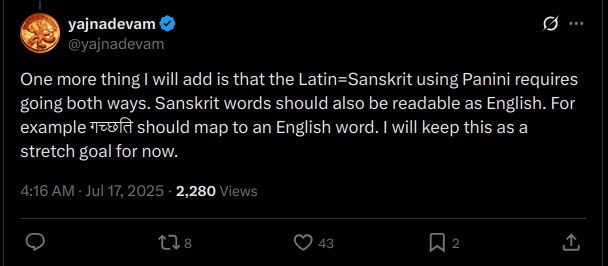 yajnadevam
@yajnadevam
One more thing I will add is that the Latin=Sanskrit using Panini requires
going both ways. Sanskrit words should also be readable as English. For
example गच्छति should map to an English word. I will keep this as a
stretch goal for now.
4:16 AM · Jul 17, 2025 · 2,280 Views
8 43 2